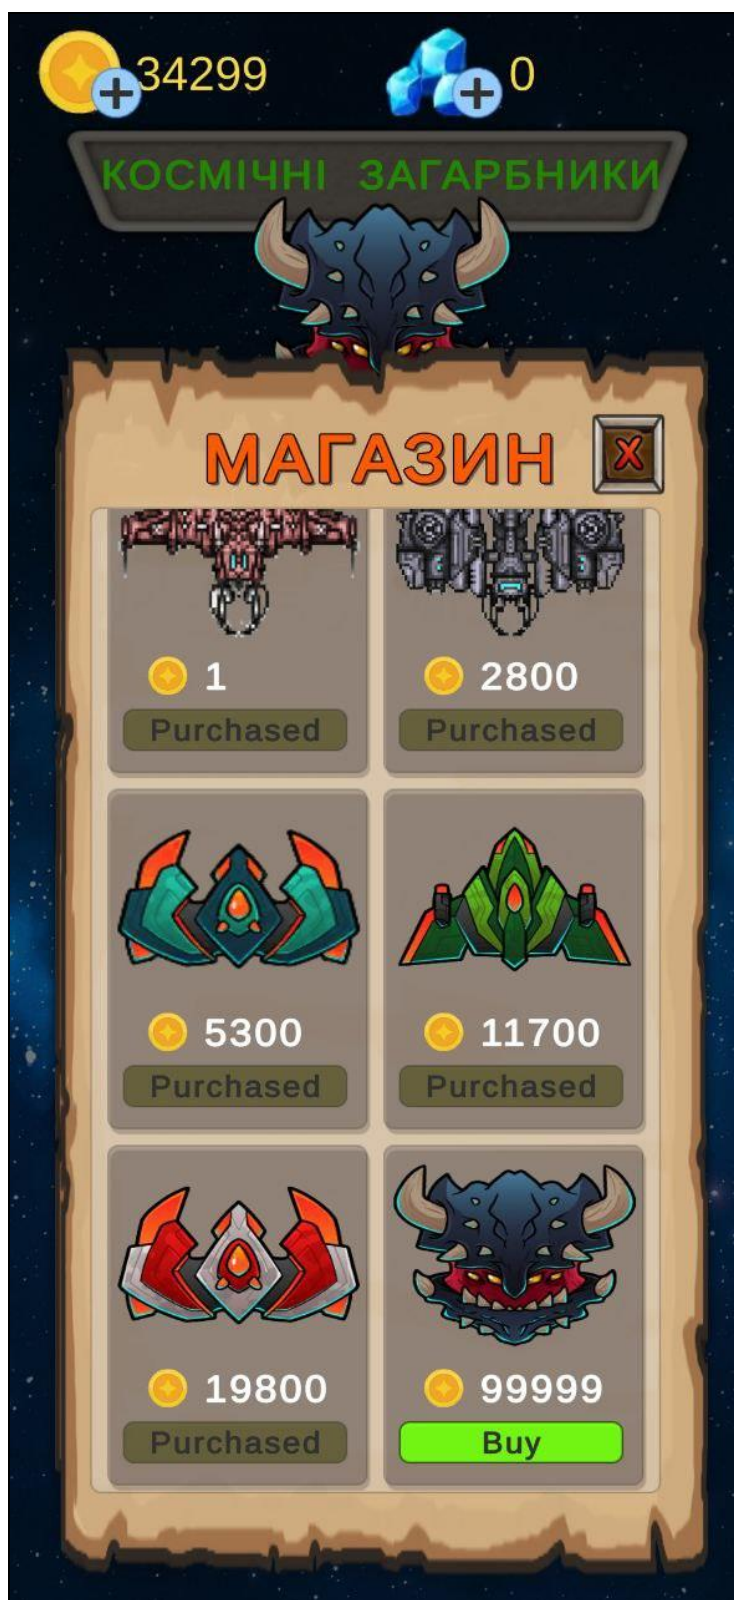 34299 0
КОСМІЧНІ ЗАГАРБНИКИ
МАГАЗИН
X
1 2800
Purchased Purchased
5300 11700
Purchased Purchased
19800 99999
Purchased Buy